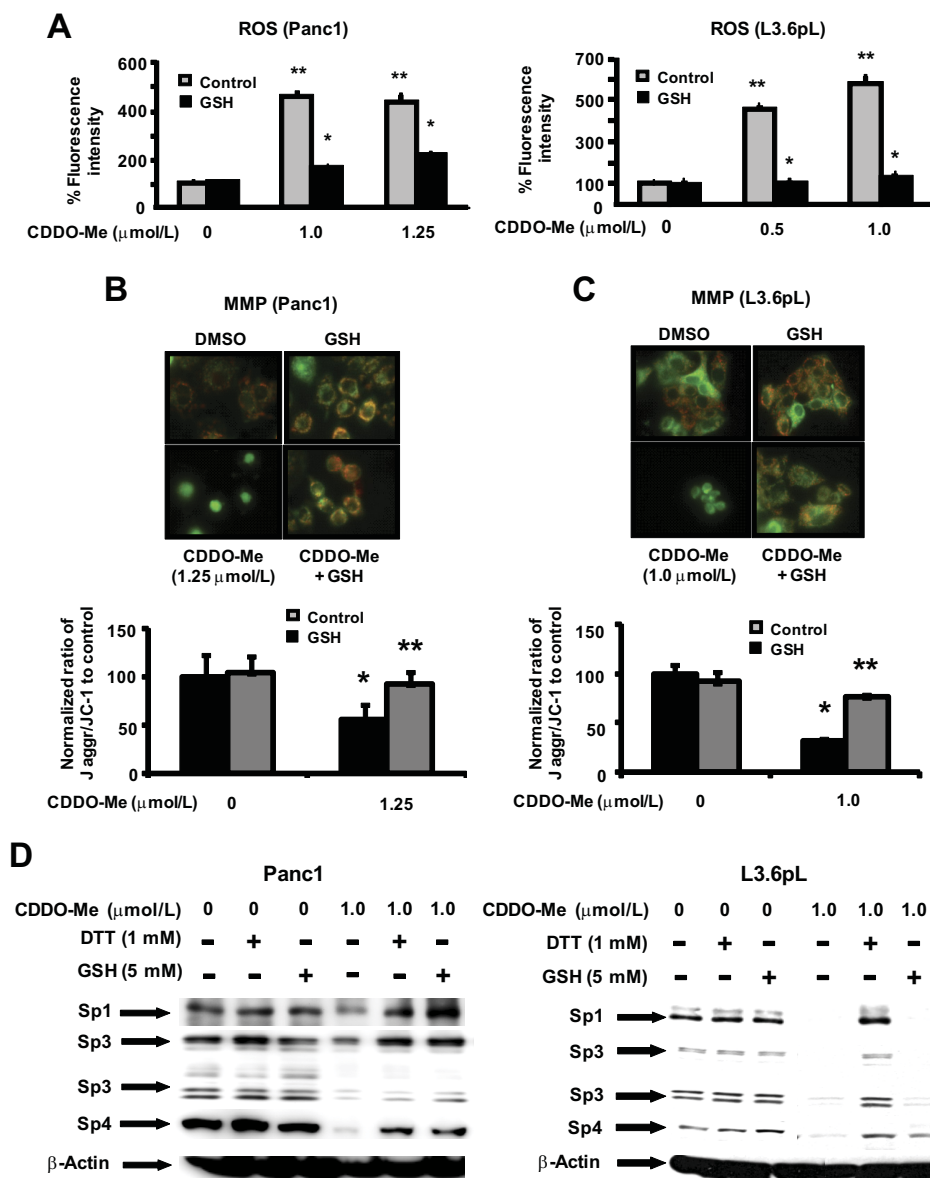 A
ROS (Panc1)
% Fluorescence
intensity
600
400
200
0
Control
GSH
**
*
**
*
CDDO-Me (μmol/L) 0 1.0 1.25
ROS (L3.6pL)
% Fluorescence
intensity
700
500
300
100
0
Control
GSH
**
*
**
*
CDDO-Me (μmol/L) 0 0.5 1.0
B
MMP (Panc1)
DMSO GSH
CDDO-Me
(1.25 μmol/L)
CDDO-Me
+ GSH
Normalized ratio of
J aggr/JC-1 to control
150
100
50
0
Control
GSH
*
**
CDDO-Me (μmol/L) 0 1.25
C
MMP (L3.6pL)
DMSO GSH
CDDO-Me
(1.0 μmol/L)
CDDO-Me
+ GSH
Normalized ratio of
J aggr/JC-1 to control
150
100
50
0
Control
GSH
*
**
CDDO-Me (μmol/L) 0 1.0
D
Panc1
CDDO-Me (μmol/L) 0 0 0 1.0 1.0 1.0
DTT (1 mM) - + - - + -
GSH (5 mM) - - + - - +
Sp1
Sp3
Sp3
Sp4
β-Actin
L3.6pL
CDDO-Me (μmol/L) 0 0 0 1.0 1.0 1.0
DTT (1 mM) - + - - + -
GSH (5 mM) - - + - - +
Sp1
Sp3
Sp3
Sp4
β-Actin